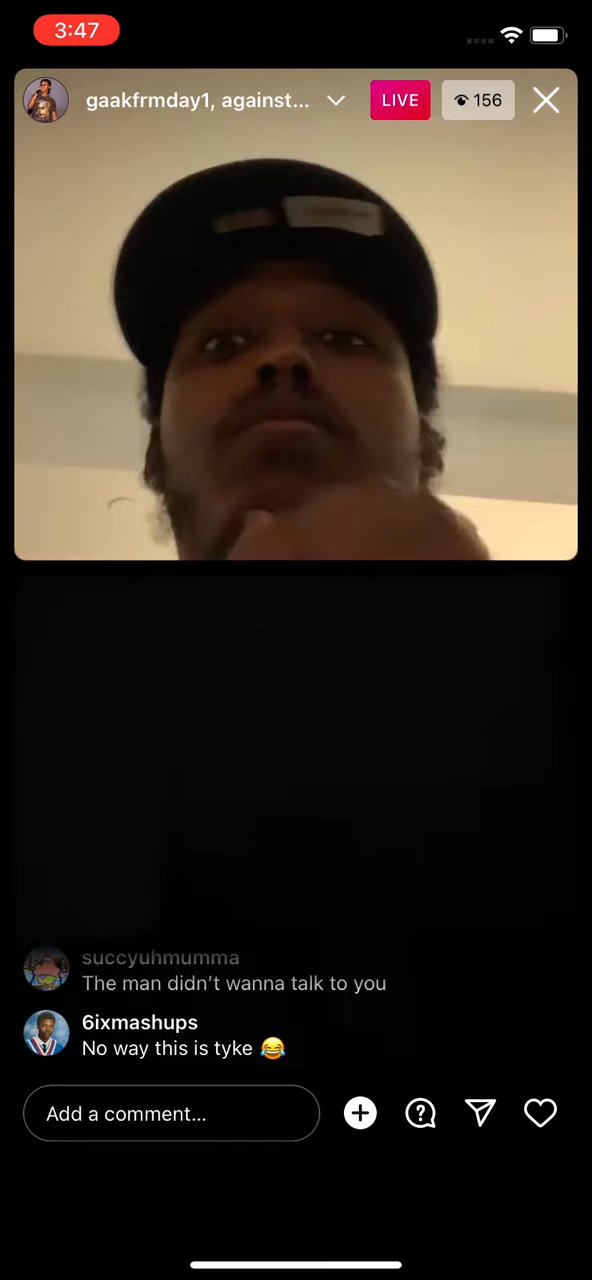 3:47
gaakfrmday1, against...
LIVE
156
succyuhmumma
The man didn’t wanna talk to you
6ixmashups
No way this is tyke 😂
Add a comment...